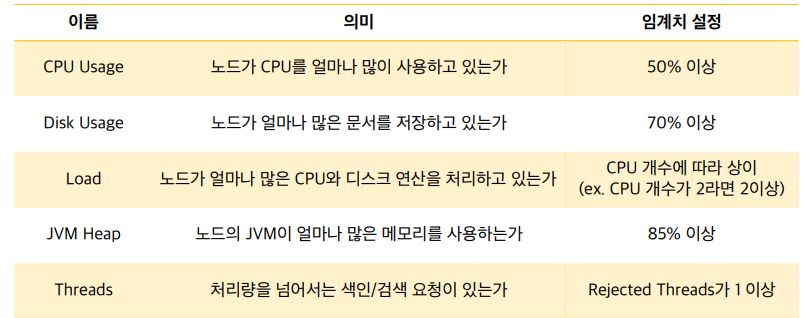 이름 의미 임계치 설정
CPU Usage 노드가 CPU를 얼마나 많이 사용하고 있는가 50% 이상
Disk Usage 노드가 얼마나 많은 문서를 저장하고 있는가 70% 이상
Load 노드가 얼마나 많은 CPU와 디스크 연산을 처리하고 있는가 CPU 개수에 따라 상이
(ex. CPU 개수가 2라면 2이상)
JVM Heap 노드의 JVM이 얼마나 많은 메모리를 사용하는가 85% 이상
Threads 처리량을 넘어서는 색인/검색 요청이 있는가 Rejected Threads가 1 이상